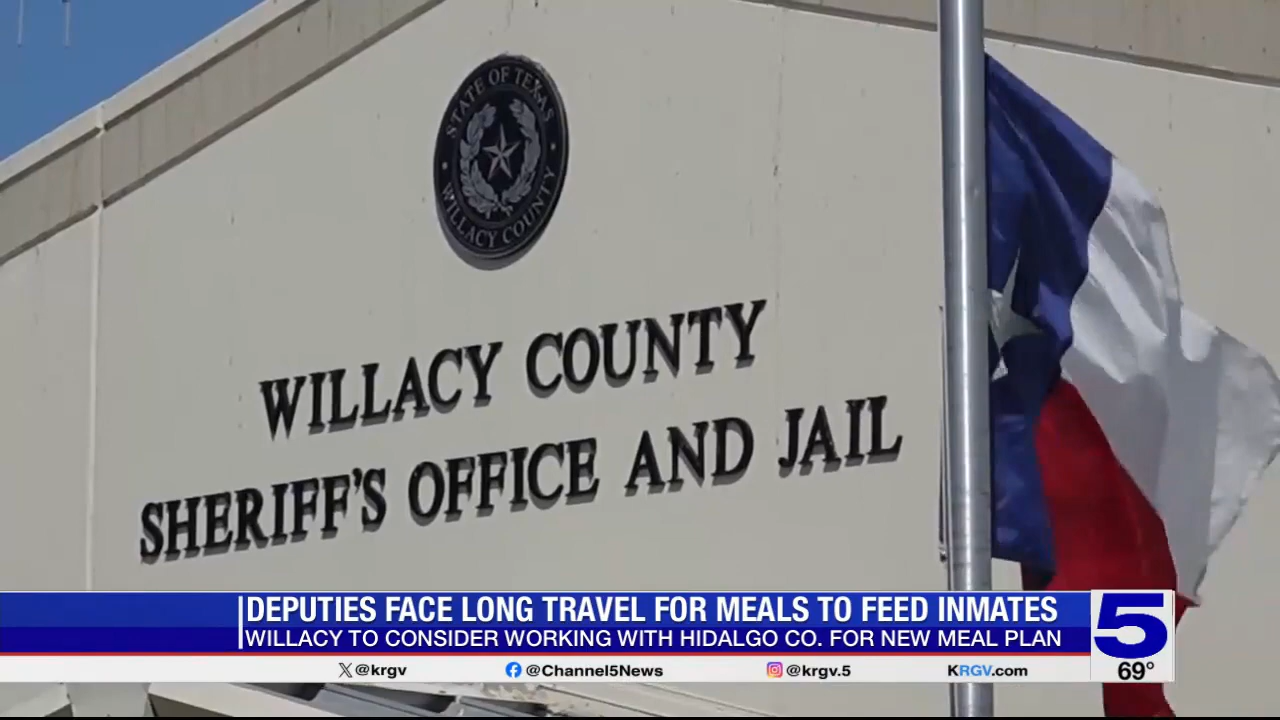 STATE OF TEXAS
WILLACY COUNTY
WILLACY COUNTY
SHERIFF'S OFFICE AND JAIL
DEPUTIES FACE LONG TRAVEL FOR MEALS TO FEED INMATES
WILLACY TO CONSIDER WORKING WITH HIDALGO CO. FOR NEW MEAL PLAN
5
@krgv @Channel5News @krgv.5 KRGV.com 69°